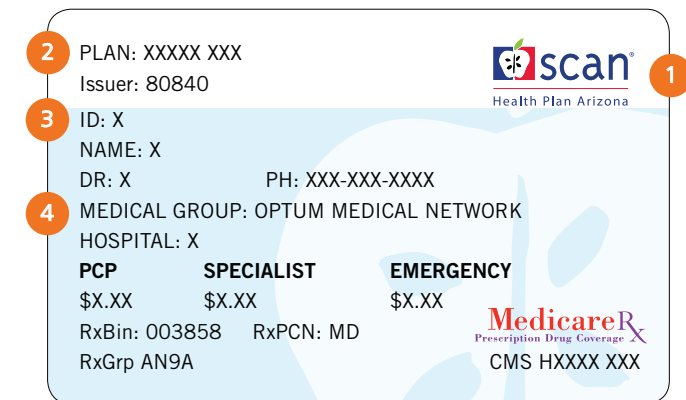 2 PLAN: XXXXX XXX
scan®
1
Issuer: 80840
Health Plan Arizona
3 ID: X
NAME: X
DR: X PH: XXX-XXX-XXXX
4 MEDICAL GROUP: OPTUM MEDICAL NETWORK
HOSPITAL: X
PCP SPECIALIST EMERGENCY
$X.XX $X.XX $X.XX
RxBin: 003858 RxPCN: MD
MedicareRx
Prescription Drug Coverage
RxGrp AN9A CMS HXXXX XXX